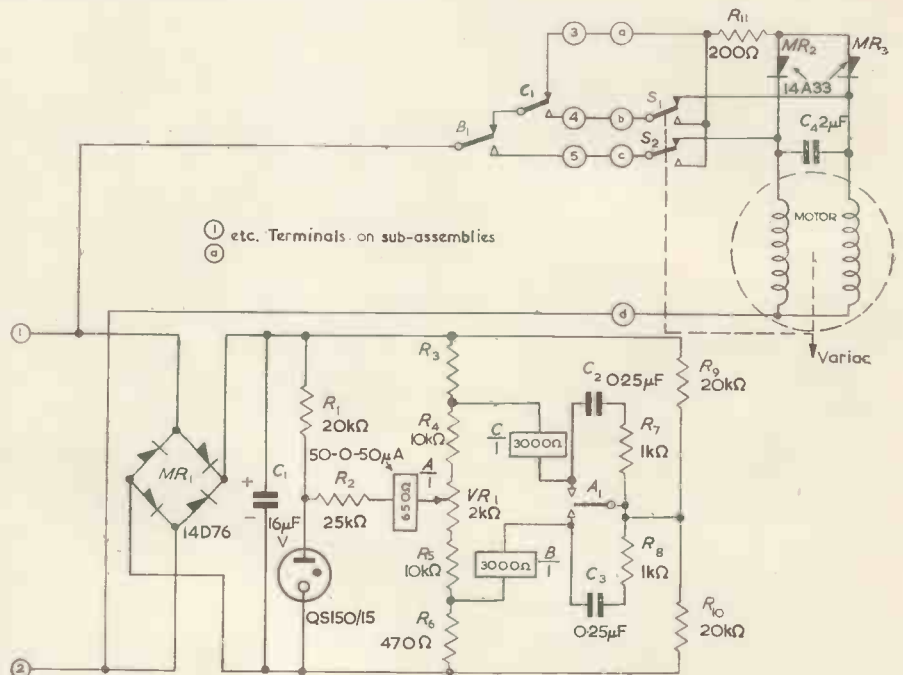 R11
200Ω
MR2
MR3
14A33
3
a
C1
4
b
S1
B1
5
c
S2
C4 2μF
MOTOR
1 etc. Terminals on sub-assemblies
a
d
Variac
1
R3
R9
20kΩ
C2 0·25μF
R1
20kΩ
R4
10kΩ
C
1
3000Ω
R7
1kΩ
50-0-50μA
A
1
MR1
C1
+
−
R2
650Ω
VR1
2kΩ
A1
14D76
16μF
25kΩ
V
R5
10kΩ
3000Ω
B
1
R8
1kΩ
C3
QS150/15
R6
470Ω
0·25μF
R10
20kΩ
2